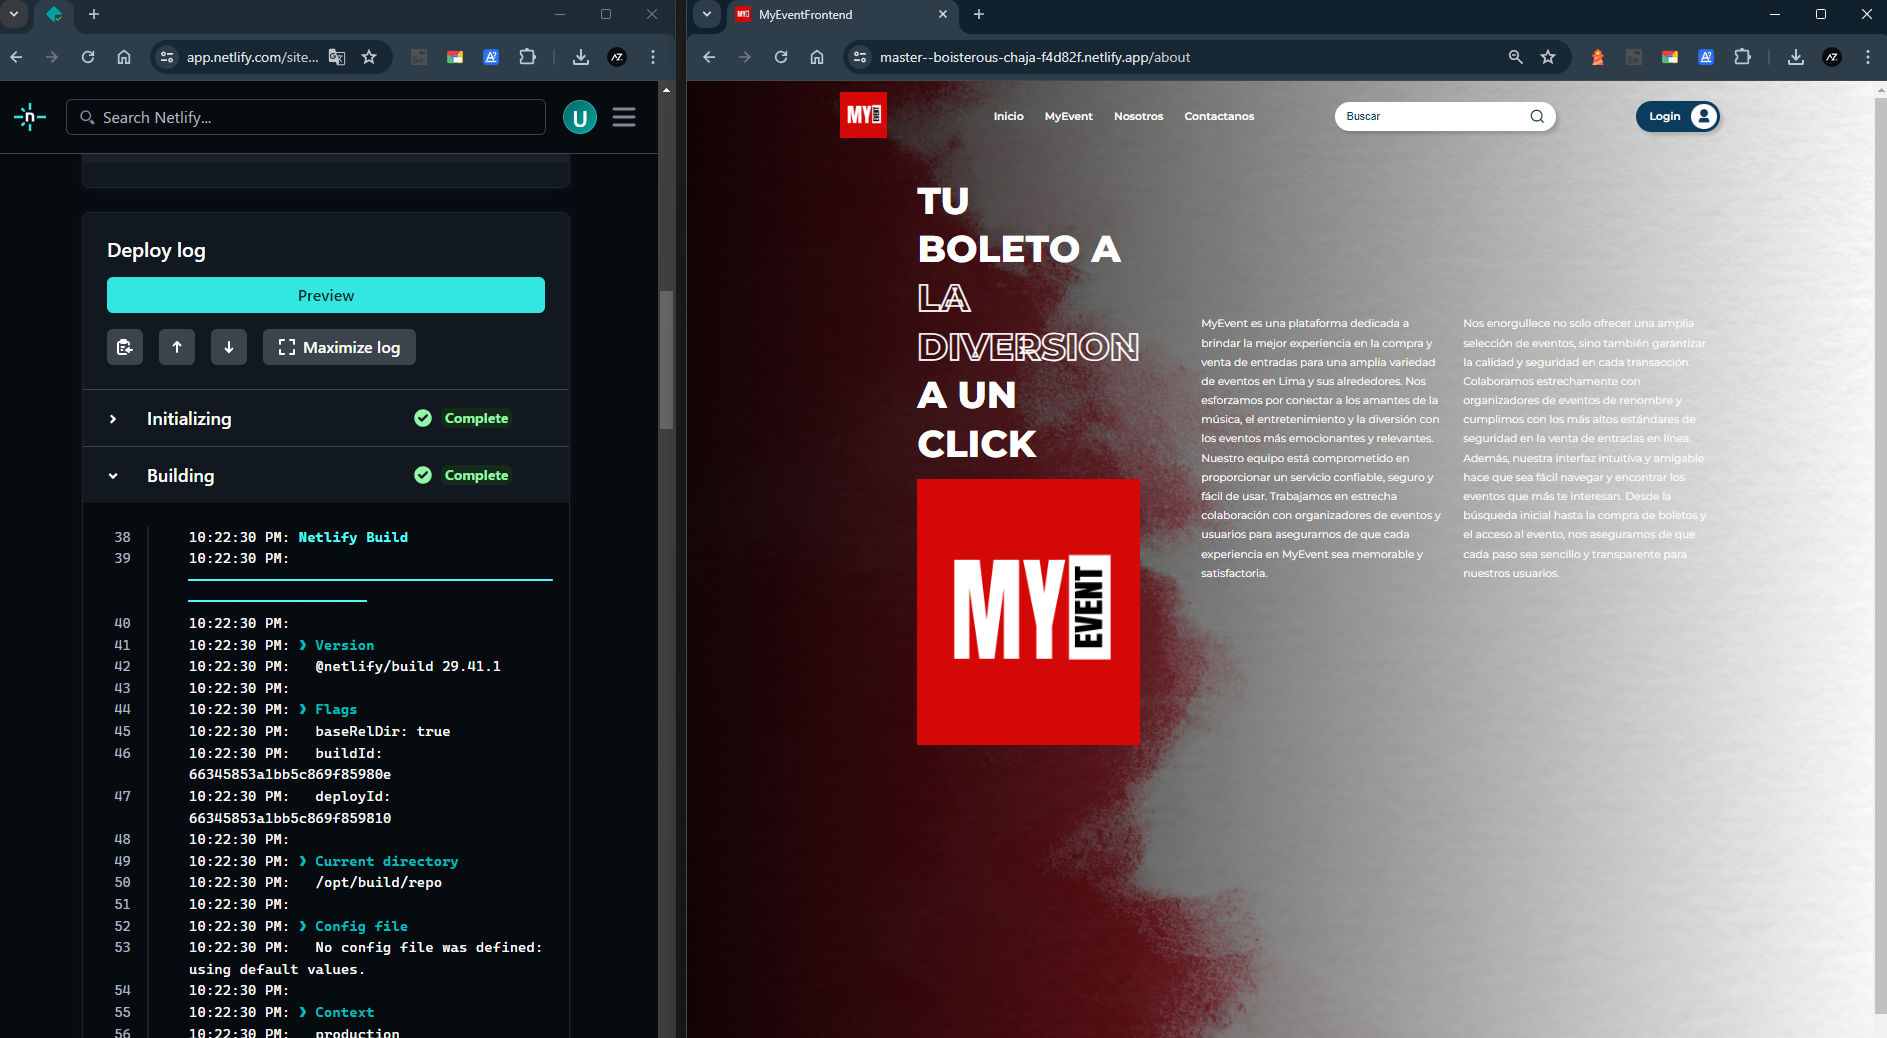 app.netlify.com/site...
Search Netlify...
U
Deploy log
Preview
Maximize log
Initializing
Complete
Building
Complete
38 10:22:30 PM: Netlify Build
39 10:22:30 PM:
40 10:22:30 PM:
41 10:22:30 PM: ❯ Version
42 10:22:30 PM: @netlify/build 29.41.1
43 10:22:30 PM:
44 10:22:30 PM: ❯ Flags
45 10:22:30 PM: baseRelDir: true
46 10:22:30 PM: buildId:
66345853a1bb5c869f85980e
47 10:22:30 PM: deployId:
66345853a1bb5c869f859810
48 10:22:30 PM:
49 10:22:30 PM: ❯ Current directory
50 10:22:30 PM: /opt/build/repo
51 10:22:30 PM:
52 10:22:30 PM: ❯ Config file
53 10:22:30 PM: No config file was defined:
using default values.
54 10:22:30 PM:
55 10:22:30 PM: ❯ Context
56 10:22:30 PM: production
MyEventFrontend
master--boisterous-chaja-f4d82f.netlify.app/about
MY EVENT
Inicio
MyEvent
Nosotros
Contactanos
Buscar
Login
TU
BOLETO A
LA
DIVERSION
A UN
CLICK
MY EVENT
MyEvent es una plataforma dedicada a
brindar la mejor experiencia en la compra y
venta de entradas para una amplia variedad
de eventos en Lima y sus alrededores. Nos
esforzamos por conectar a los amantes de la
música, el entretenimiento y la diversión con
los eventos más emocionantes y relevantes.
Nuestro equipo está comprometido en
proporcionar un servicio confiable, seguro y
fácil de usar. Trabajamos en estrecha
colaboración con organizadores de eventos y
usuarios para asegurarnos de que cada
experiencia en MyEvent sea memorable y
satisfactoria.
Nos enorgullece no solo ofrecer una amplia
selección de eventos, sino también garantizar
la calidad y seguridad en cada transacción.
Colaboramos estrechamente con
organizadores de eventos de renombre y
cumplimos con los más altos estándares de
seguridad en la venta de entradas en línea.
Además, nuestra interfaz intuitiva y amigable
hace que sea fácil navegar y encontrar los
eventos que más te interesan. Desde la
búsqueda inicial hasta la compra de boletos y
el acceso al evento, nos aseguramos de que
cada paso sea sencillo y transparente para
nuestros usuarios.